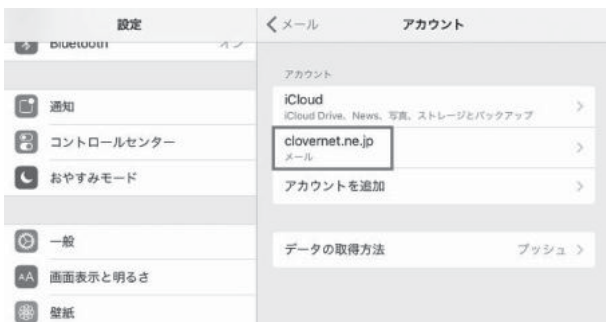 設定
Bluetooth
オン
通知
コントロールセンター
おやすみモード
一般
AA 画面表示と明るさ
壁紙
メール
アカウント
アカウント
iCloud
iCloud Drive、News、写真、ストレージとバックアップ
clovernet.ne.jp
メール
アカウントを追加
データの取得方法 プッシュ